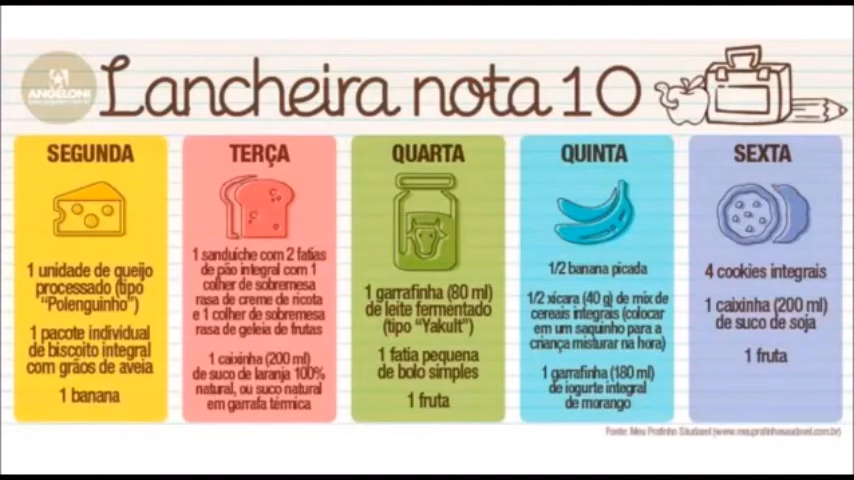 ANGELONI
Lancheira nota 10
SEGUNDA
1 unidade de queijo
processado (tipo
“Polenguinho”)
1 pacote individual
de biscoito integral
com grãos de aveia
1 banana
TERÇA
1 sanduíche com 2 fatias
de pão integral com 1
colher de sobremesa
rasa de creme de ricota
e 1 colher de sobremesa
rasa de geleia de frutas
1 caixinha (200 ml)
de suco de laranja 100%
natural, ou suco natural
em garrafa térmica
QUARTA
1 garrafinha (80 ml)
de leite fermentado
(tipo “Yakult”)
1 fatia pequena
de bolo simples
1 fruta
QUINTA
1/2 banana picada
1/2 xícara (40 g) de mix de
cereais integrais (colocar
em um saquinho para a
criança misturar na hora)
1 garrafinha (180 ml)
de iogurte integral
de morango
SEXTA
4 cookies integrais
1 caixinha (200 ml)
de suco de soja
1 fruta
Fonte: Meu Pratinho Saudável (www.meupratinhosaudavel.com.br)